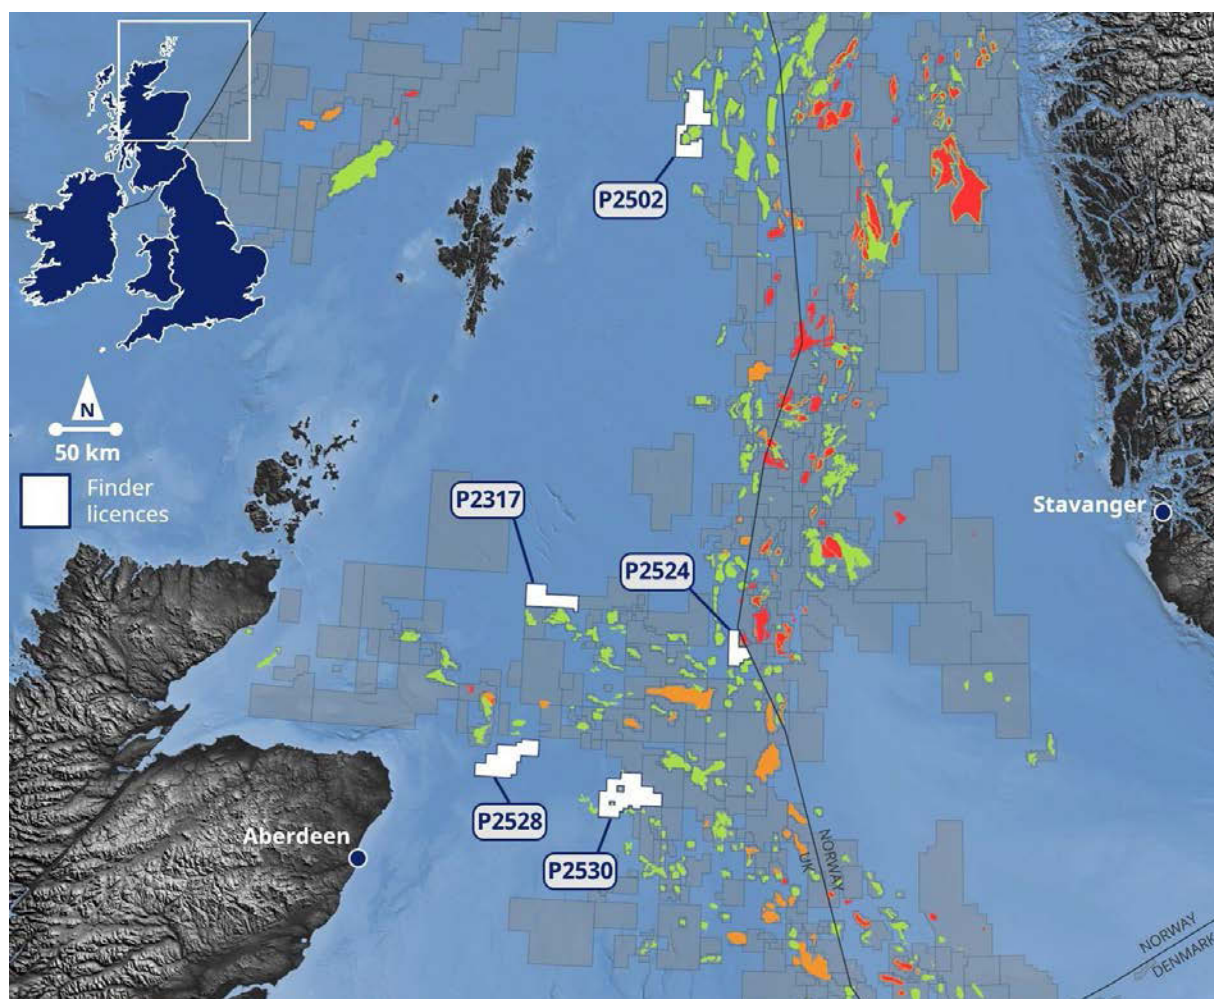 P2502
N
50 km
Finder
licences
P2317
Stavanger
P2524
P2528
Aberdeen
P2530
NORWAY
UK
NORWAY
DENMARK